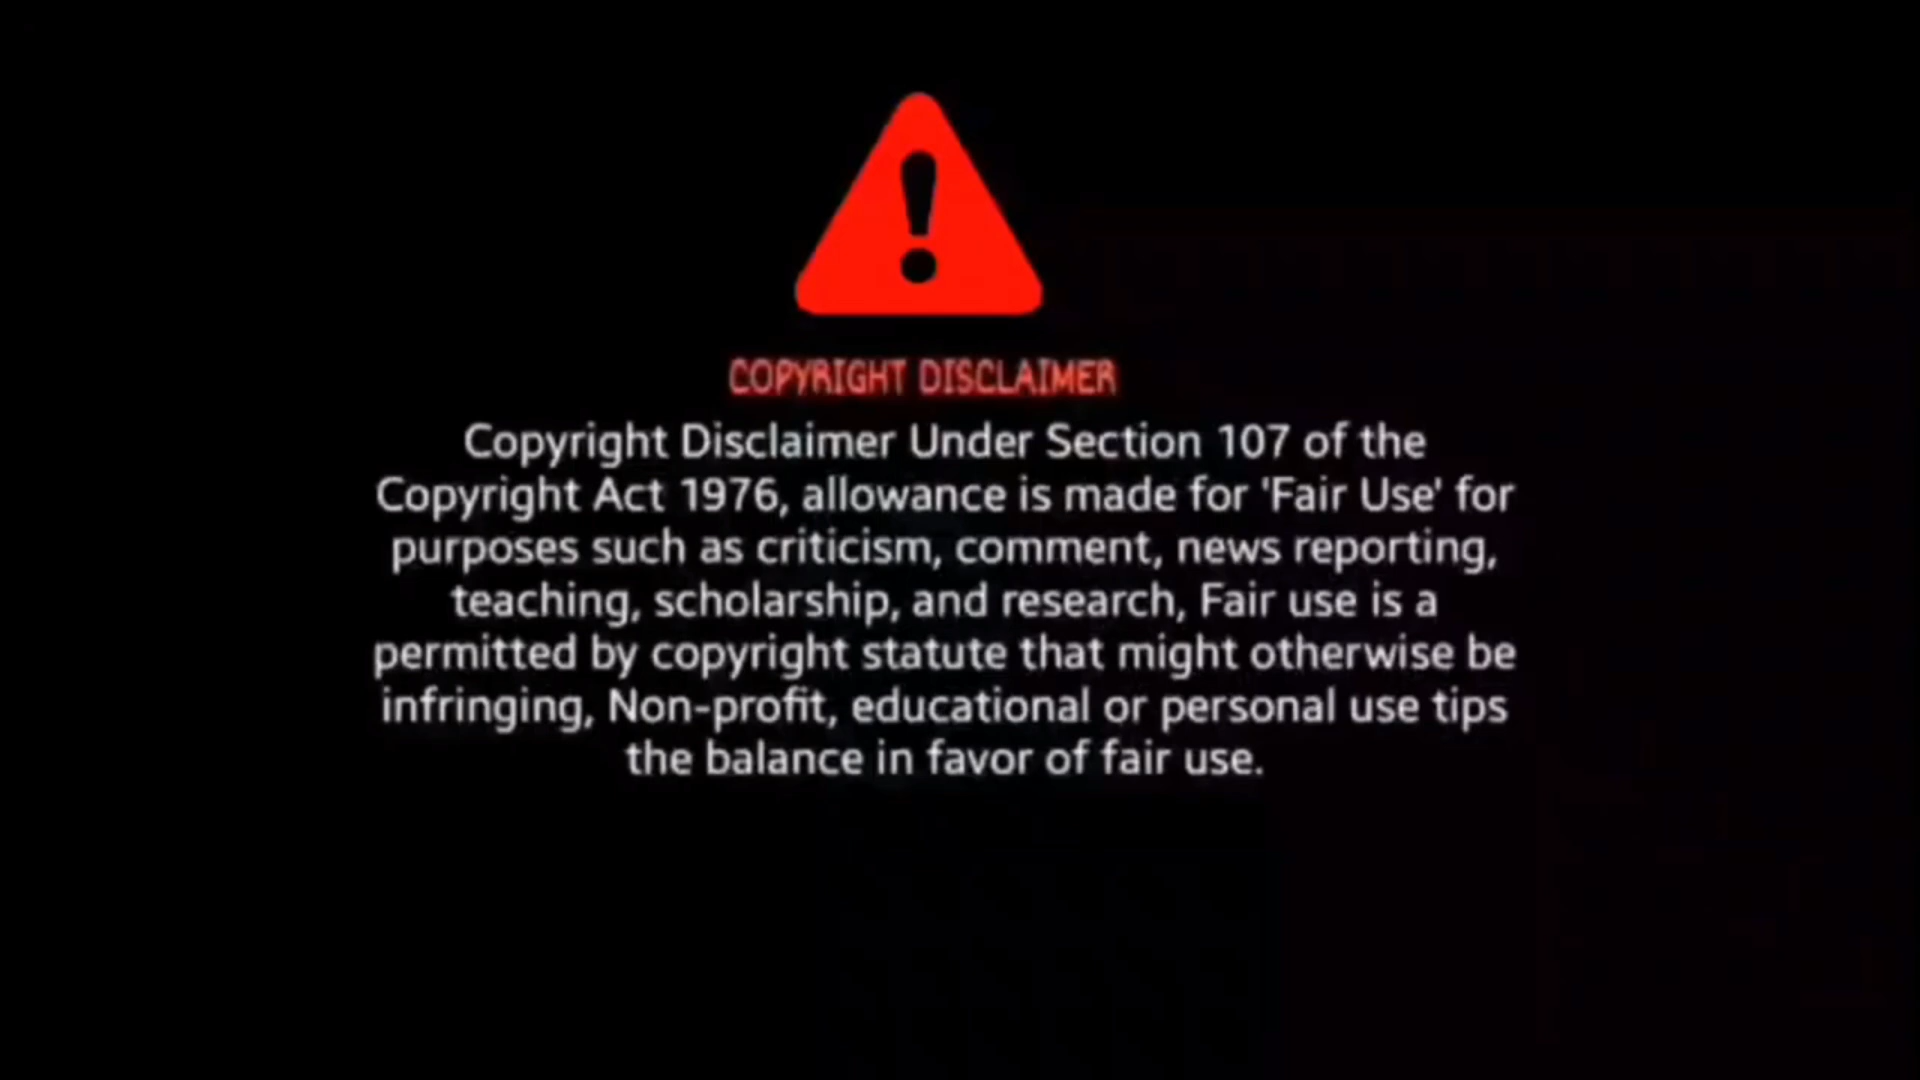 COPYRIGHT DISCLAIMER
Copyright Disclaimer Under Section 107 of the
Copyright Act 1976, allowance is made for 'Fair Use' for
purposes such as criticism, comment, news reporting,
teaching, scholarship, and research, Fair use is a
permitted by copyright statute that might otherwise be
infringing, Non-profit, educational or personal use tips
the balance in favor of fair use.